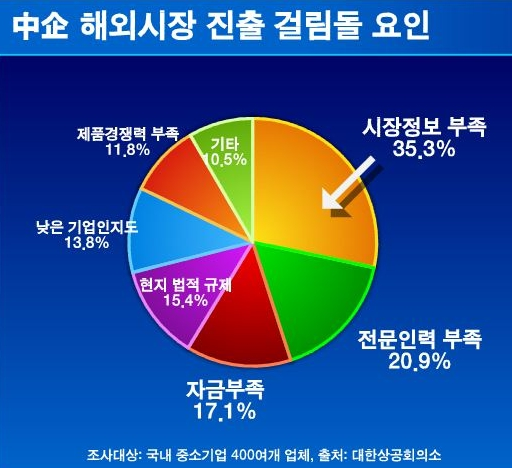 中企 해외시장 진출 걸림돌 요인
시장정보 부족
35.3%
전문인력 부족
20.9%
자금부족
17.1%
현지 법적 규제
15.4%
낮은 기업인지도
13.8%
제품경쟁력 부족
11.8%
기타
10.5%
조사대상: 국내 중소기업 400여개 업체, 출처: 대한상공회의소